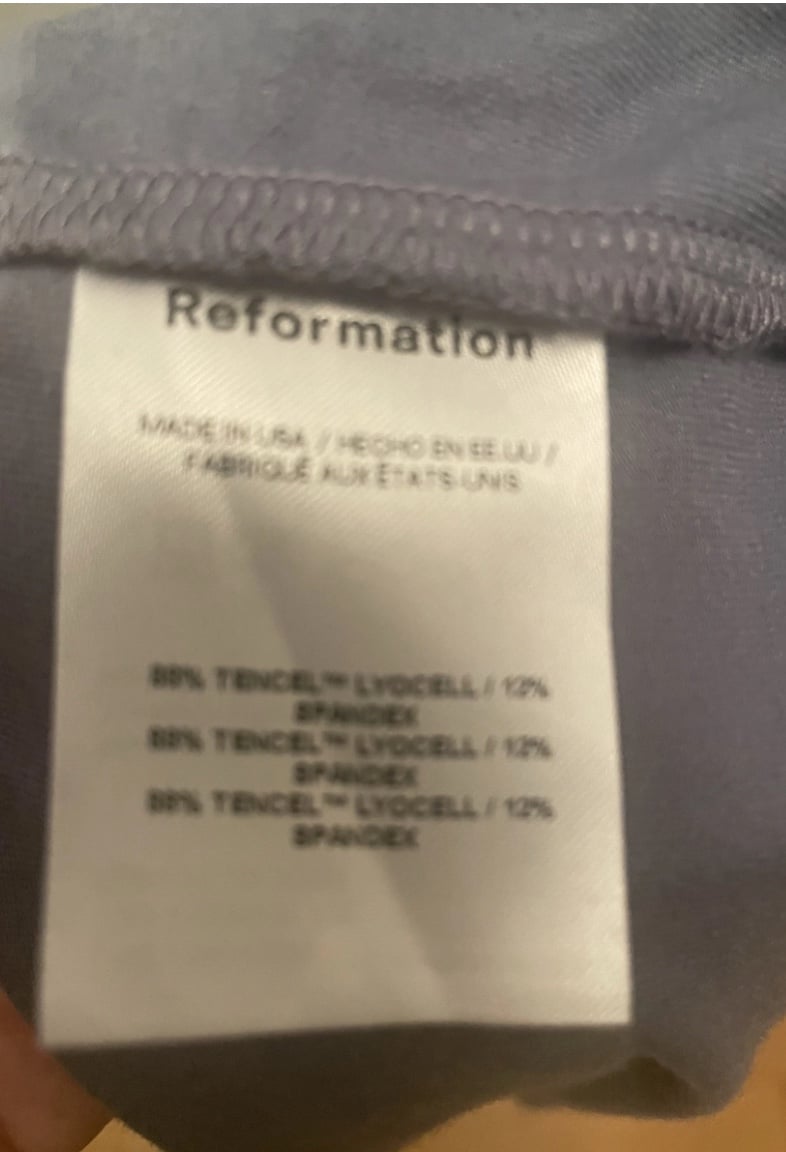 Reformation
MADE IN USA / HECHO EN EE.UU /
FABRIQUÉ AUX ÉTATS-UNIS
88% TENCEL™ LYOCELL / 12%
SPANDEX
88% TENCEL™ LYOCELL / 12%
SPANDEX
88% TENCEL™ LYOCELL / 12%
SPANDEX